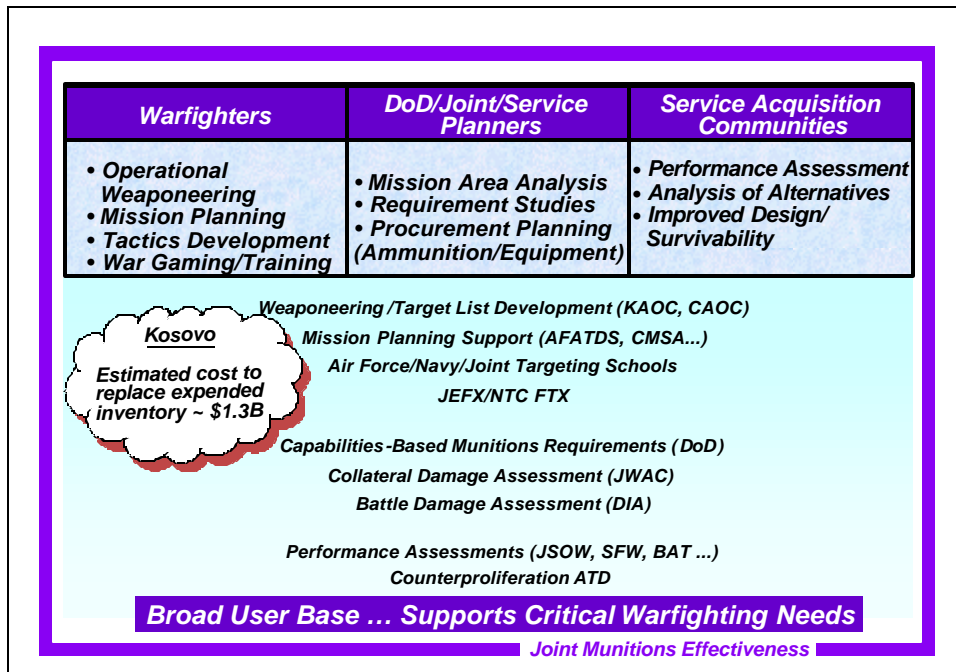 Warfighters
DoD/Joint/Service
Planners
Service Acquisition
Communities
• Operational
Weaponeering
• Mission Planning
• Tactics Development
• War Gaming/Training
• Mission Area Analysis
• Requirement Studies
• Procurement Planning
(Ammunition/Equipment)
• Performance Assessment
• Analysis of Alternatives
• Improved Design/
Survivability
Weaponeering /Target List Development (KAOC, CAOC)
Mission Planning Support (AFATDS, CMSA...)
Air Force/Navy/Joint Targeting Schools
JEFX/NTC FTX
Kosovo
Estimated cost to
replace expended
inventory ~ $1.3B
Capabilities-Based Munitions Requirements (DoD)
Collateral Damage Assessment (JWAC)
Battle Damage Assessment (DIA)
Performance Assessments (JSOW, SFW, BAT ...)
Counterproliferation ATD
Broad User Base ... Supports Critical Warfighting Needs
Joint Munitions Effectiveness